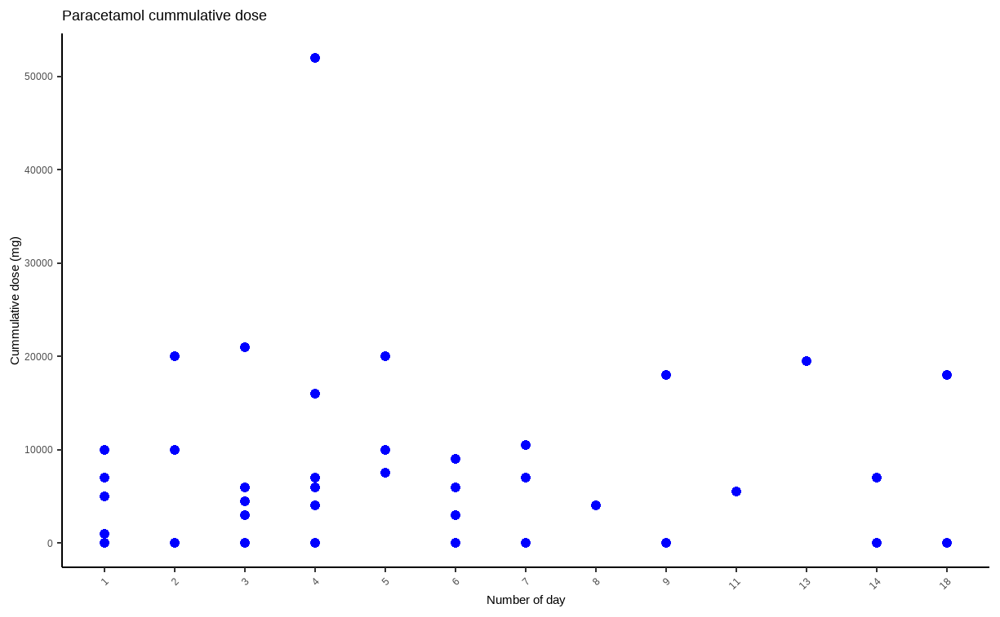 Paracetamol cummulative dose
Cummulative dose (mg)
50000
40000
30000
20000
10000
0
1 2 3 4 5 6 7 8 9 11 13 14 18
Number of day